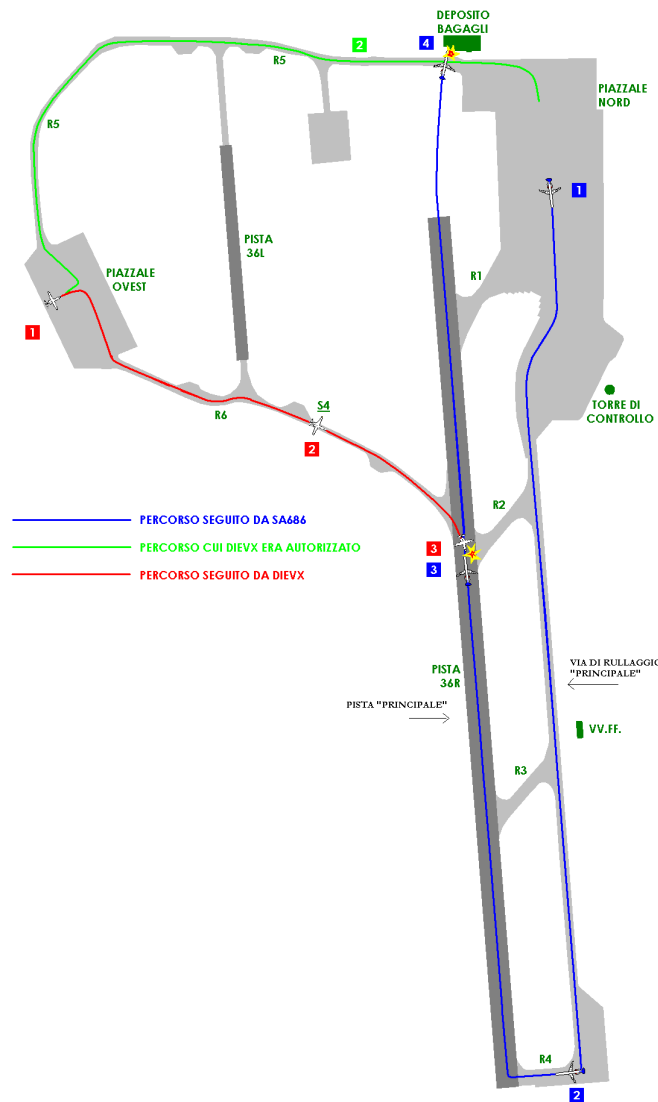 DEPOSITO
BAGAGLI
2
4
R5
PIAZZALE
NORD
R5
1
PISTA
36L
PIAZZALE
OVEST
R1
1
S4
TORRE DI
CONTROLLO
R6
2
R2
PERCORSO SEGUITO DA SA686
PERCORSO CUI DIEVX ERA AUTORIZZATO
3
3
PERCORSO SEGUITO DA DIEVX
VIA DI RULLAGGIO
"PRINCIPALE"
PISTA
36R
PISTA "PRINCIPALE"
VV.FF.
R3
R4
2